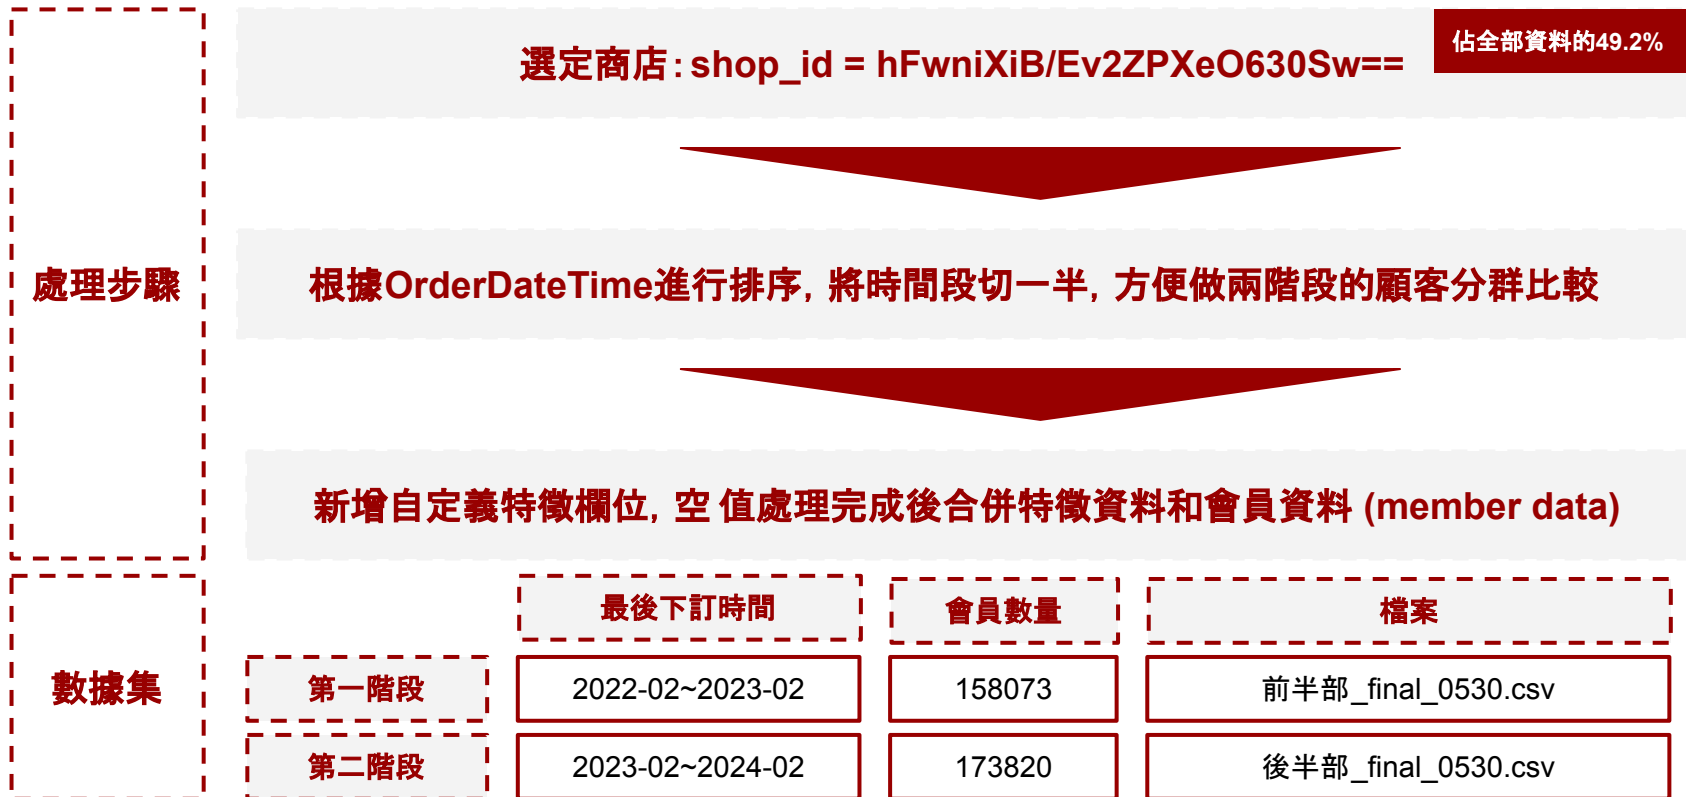 選定商店：shop_id = hFwniXiB/Ev2ZPXeO630Sw==
佔全部資料的49.2%
處理步驟
根據OrderDateTime進行排序，將時間段切一半，方便做兩階段的顧客分群比較
新增自定義特徵欄位，空值處理完成後合併特徵資料和會員資料 (member data)
數據集
最後下訂時間 會員數量 檔案
第一階段 2022-02~2023-02 158073 前半部_final_0530.csv
第二階段 2023-02~2024-02 173820 後半部_final_0530.csv